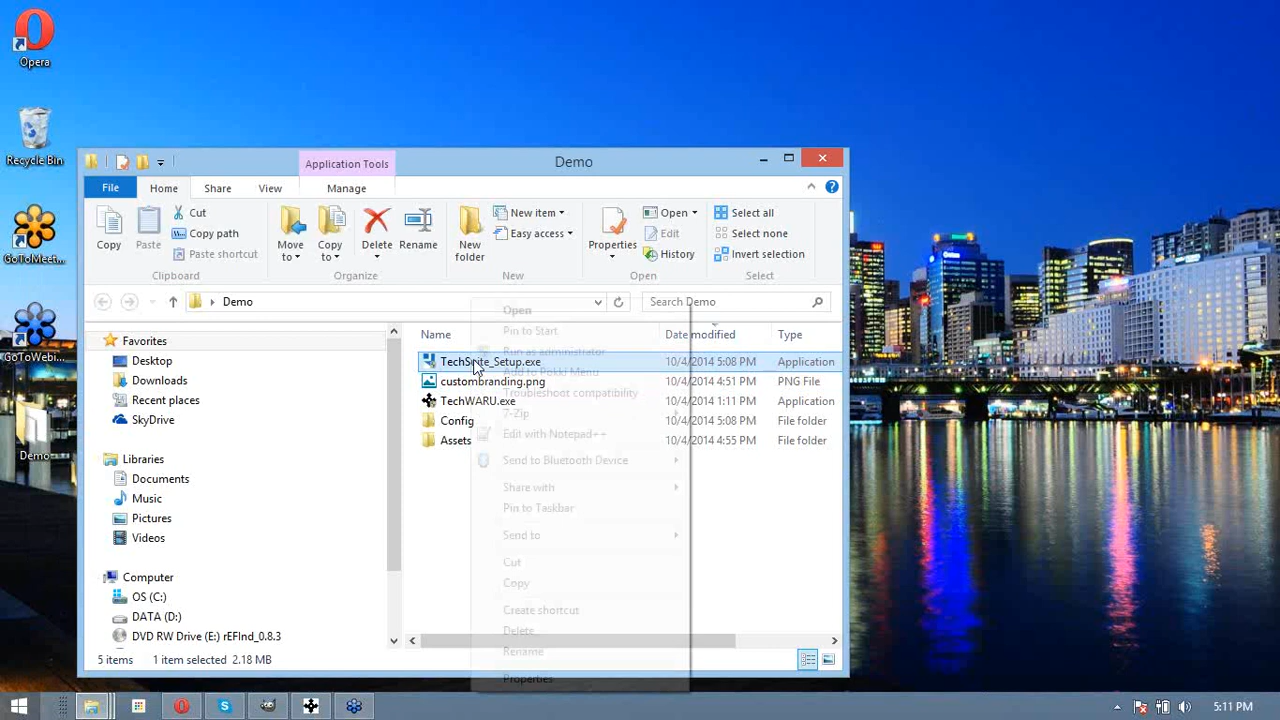 Opera
Recycle Bin
GoToMeet...
GoToWebi...
Demo
Application Tools
Demo
File
Home
Share
View
Manage
Copy
Paste
Cut
Copy path
Paste shortcut
Clipboard
Move to
Copy to
Delete
Rename
Organize
New folder
New item
Easy access
New
Properties
Open
Edit
History
Open
Select all
Select none
Invert selection
Select
Demo
Search Demo
Favorites
Desktop
Downloads
Recent places
SkyDrive
Libraries
Documents
Music
Pictures
Videos
Computer
OS (C:)
DATA (D:)
DVD RW Drive (E:) rEFInd_0.8.3
Name
Date modified
Type
TechSuite_Setup.exe
10/4/2014 5:08 PM
Application
custombranding.png
10/4/2014 4:51 PM
PNG File
TechWARU.exe
10/4/2014 1:11 PM
Application
Config
10/4/2014 5:08 PM
File folder
Assets
10/4/2014 4:55 PM
File folder
Open
Pin to Start
Run as administrator
Add to Pokki Menu
Troubleshoot compatibility
7-Zip
Edit with Notepad++
Send to Bluetooth Device
Share with
Pin to Taskbar
Send to
Cut
Copy
Create shortcut
Delete
Rename
Properties
5 items
1 item selected 2.18 MB
5:11 PM